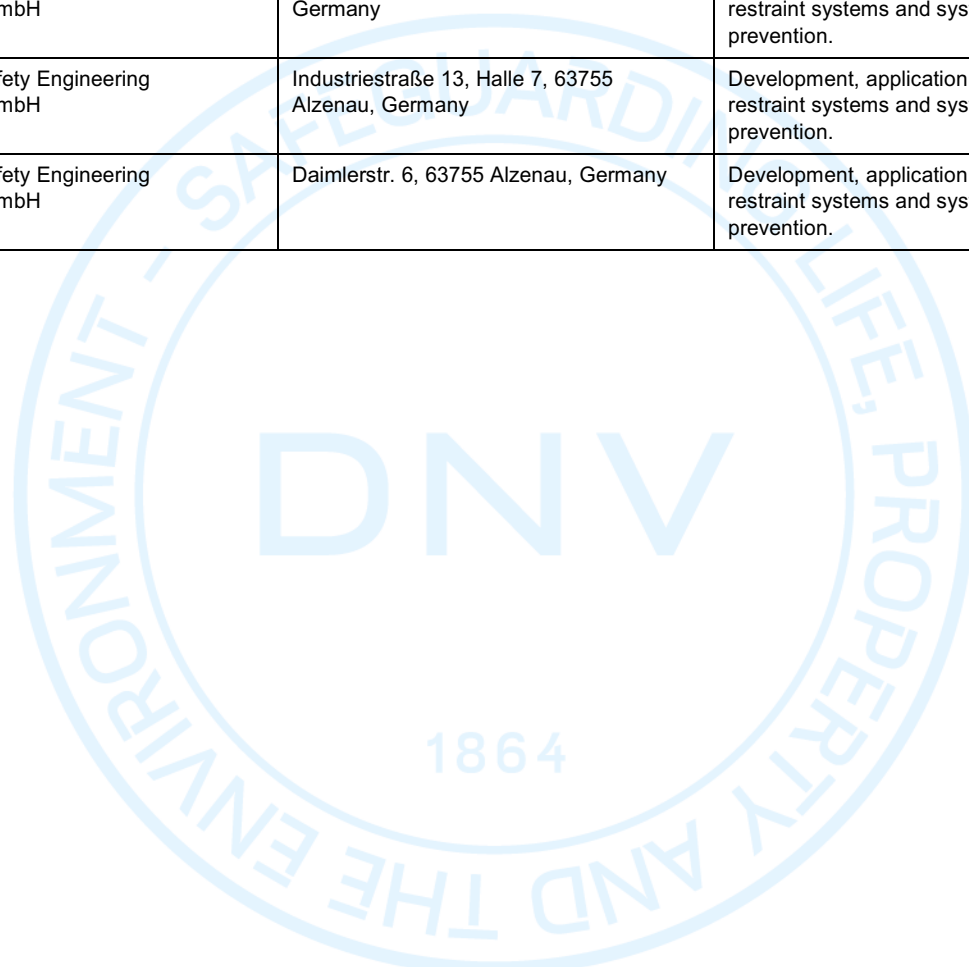 mbH
Germany
restraint systems and sys
prevention.
fety Engineering
mbH
Industriestraße 13, Halle 7, 63755
Alzenau, Germany
Development, application
restraint systems and sys
prevention.
fety Engineering
mbH
Daimlerstr. 6, 63755 Alzenau, Germany
Development, application
restraint systems and sys
prevention.
SAFEGUARDING LIFE, PROPERTY AND THE ENVIRONMENT –
DNV
1864